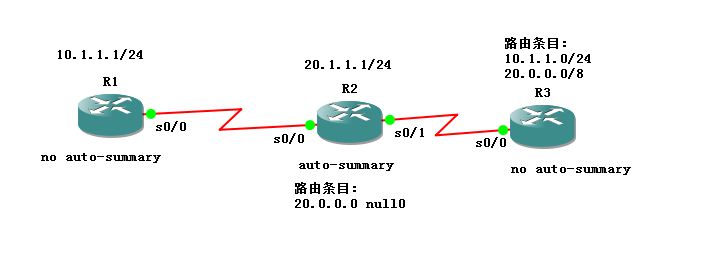 路由条目:
10.1.1.0/24
20.0.0.0/8
10.1.1.1/24
20.1.1.1/24
R1
R2
R3
s0/0
s0/0
s0/1
s0/0
no auto-summary
auto-summary
no auto-summary
路由条目:
20.0.0.0 null0